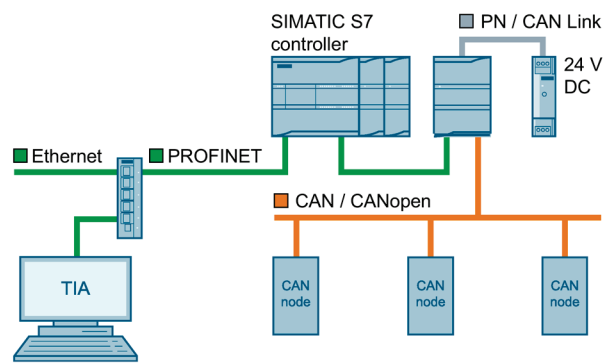 SIMATIC S7
controller
PN / CAN Link
24 V
DC
Ethernet
PROFINET
CAN / CANopen
TIA
CAN
node
CAN
node
CAN
node